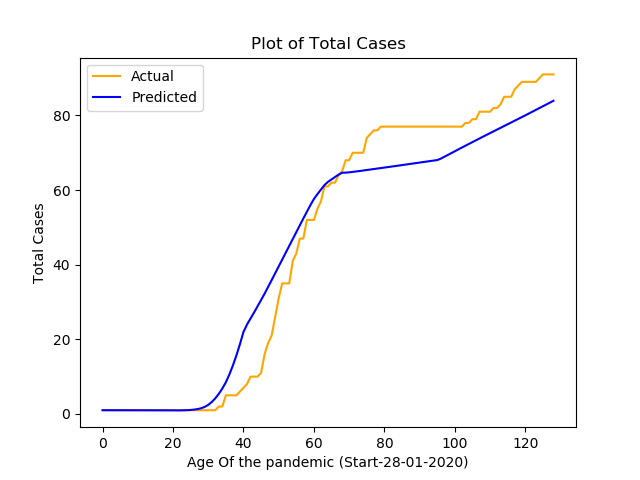 Plot of Total Cases
Actual
Predicted
Total Cases
80
60
40
20
0
0 20 40 60 80 100 120
Age Of the pandemic (Start-28-01-2020)